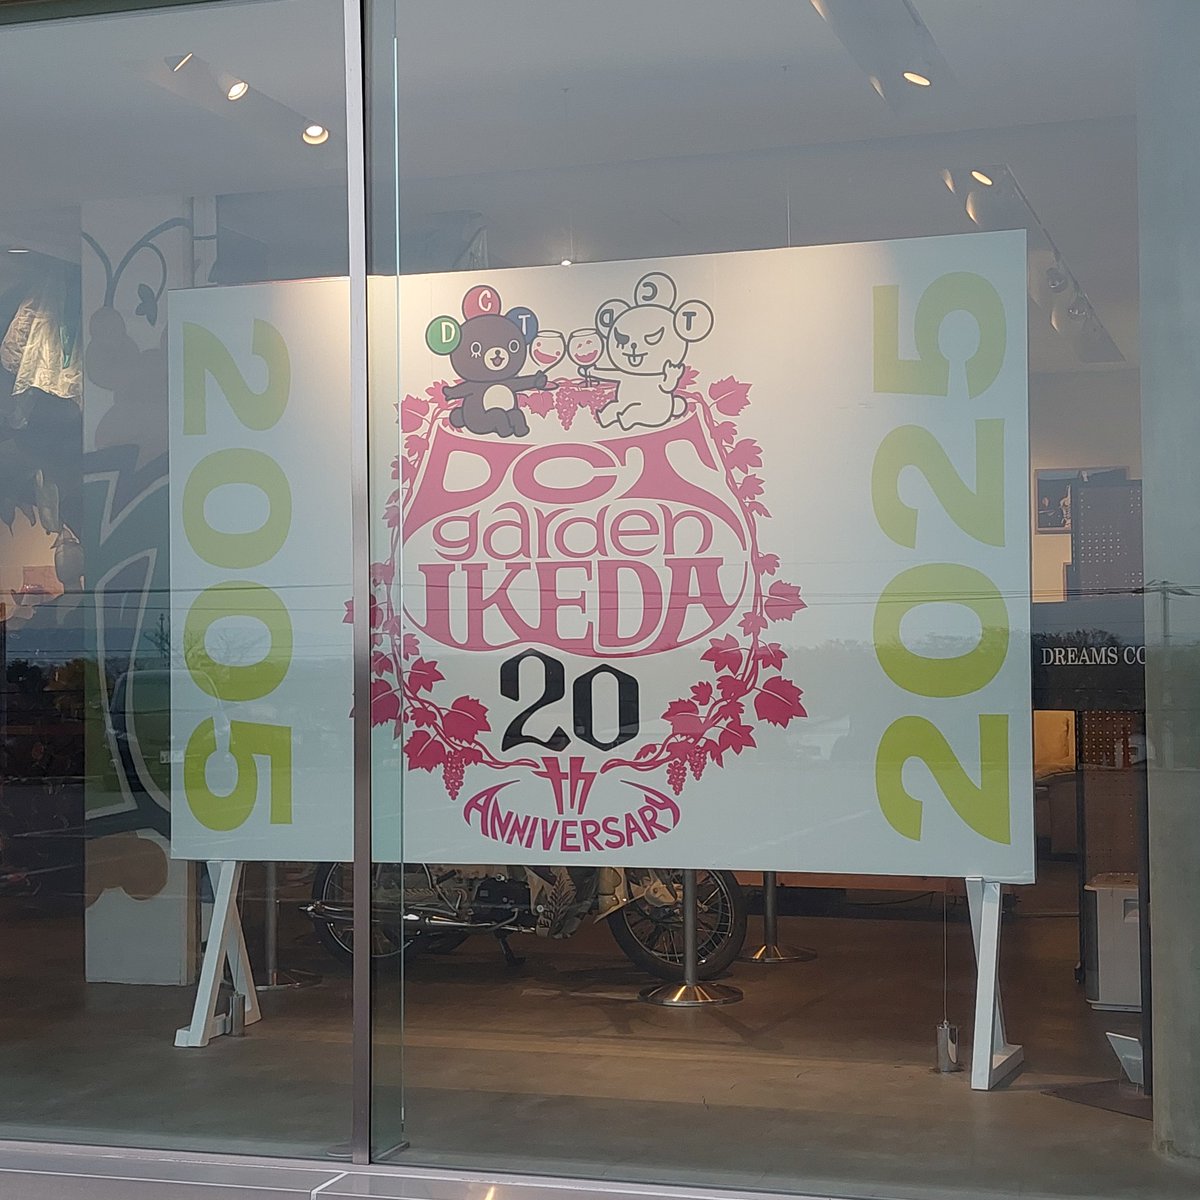 2005
D C T
D C T
DCT
garden
IKEDA
20
th
ANNIVERSARY
2025
DREAMS CO